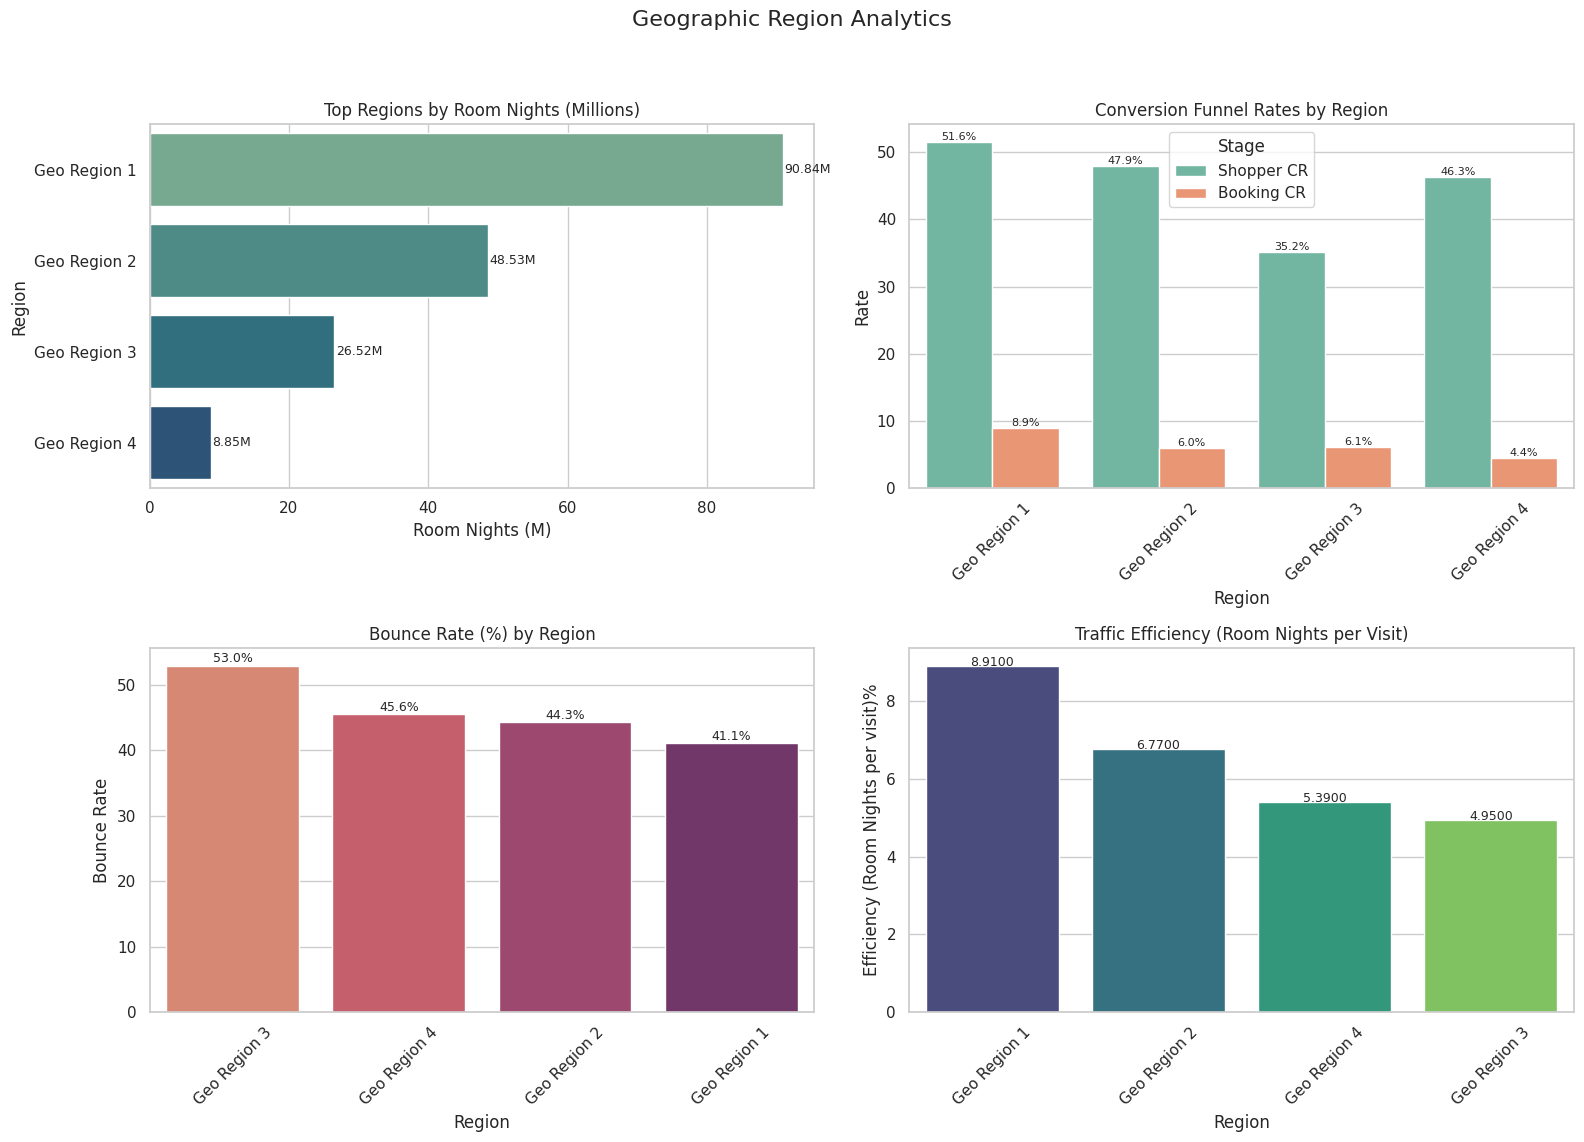 Geographic Region Analytics
Top Regions by Room Nights (Millions)
Region
Geo Region 1
90.84M
Geo Region 2
48.53M
Geo Region 3
26.52M
Geo Region 4
8.85M
0 20 40 60 80
Room Nights (M)
Conversion Funnel Rates by Region
Rate
50
40
30
20
10
0
Stage
Shopper CR
Booking CR
51.6% 8.9% 47.9% 6.0% 35.2% 6.1% 46.3% 4.4%
Geo Region 1
Geo Region 2
Geo Region 3
Geo Region 4
Region
Bounce Rate (%) by Region
Bounce Rate
50
40
30
20
10
0
53.0% 45.6% 44.3% 41.1%
Geo Region 3
Geo Region 4
Geo Region 2
Geo Region 1
Region
Traffic Efficiency (Room Nights per Visit)
Efficiency (Room Nights per visit)%
8
6
4
2
0
8.9100 6.7700 5.3900 4.9500
Geo Region 1
Geo Region 2
Geo Region 4
Geo Region 3
Region